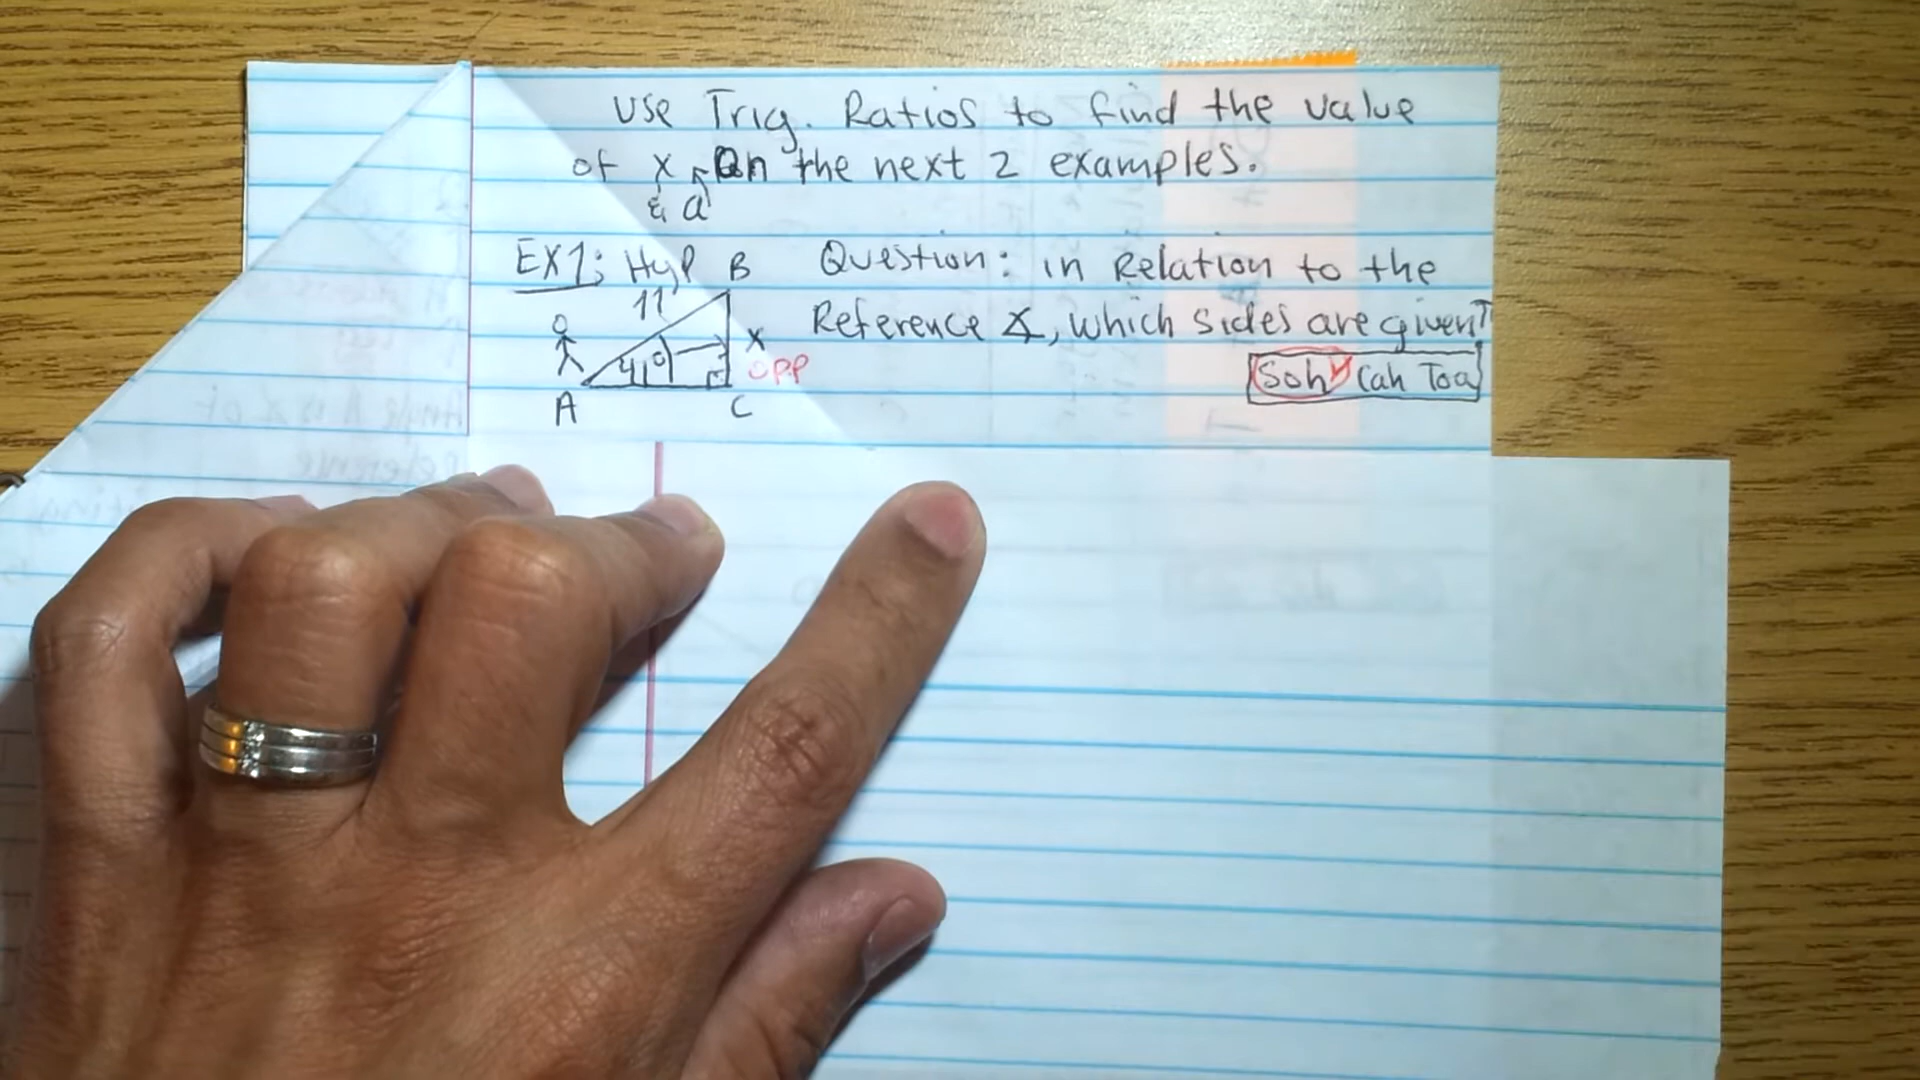 Use Trig. Ratios to find the value
of x On the next 2 examples.
& a
EX1: Hyp B Question: in Relation to the
11 Reference ∡, which sides are given?
x
41° opp Soh Cah Toa
A C